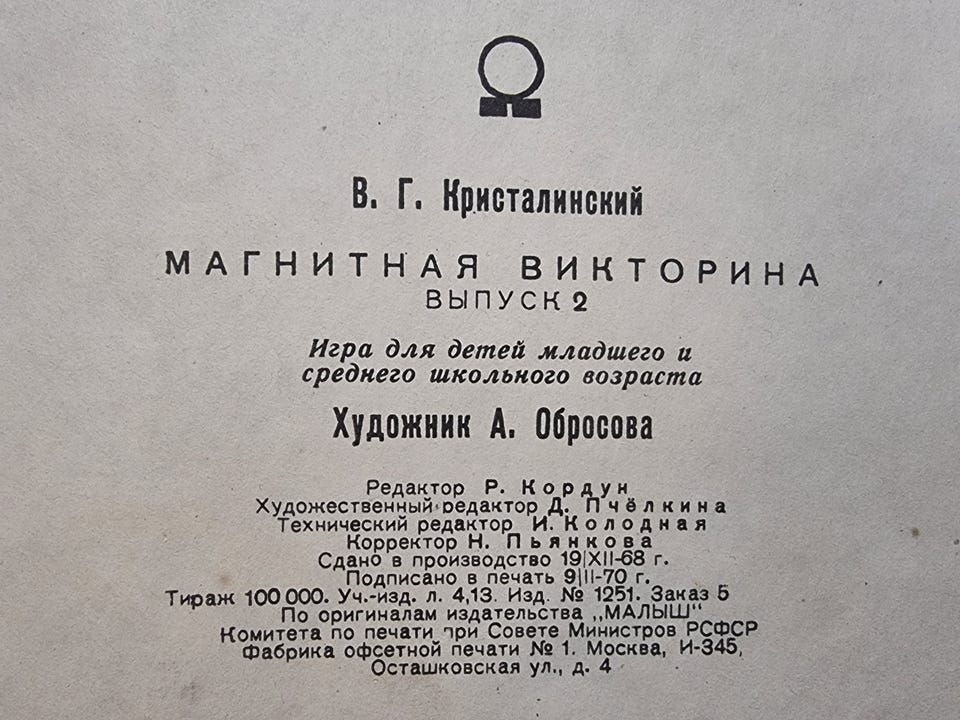 В. Г. Кристалинский
МАГНИТНАЯ ВИКТОРИНА
ВЫПУСК 2
Игра для детей младшего и
среднего школьного возраста
Художник А. Обросова
Редактор Р. Кордун
Художественный редактор Д. Пчёлкина
Технический редактор И. Колодная
Корректор Н. Пьянкова
Сдано в производство 19/XII-68 г.
Подписано в печать 9/II-70 г.
Тираж 100 000. Уч.-изд. л. 4,13. Изд. № 1251. Заказ 5
По оригиналам издательства „МАЛЫШ"
Комитета по печати при Совете Министров РСФСР
Фабрика офсетной печати № 1. Москва, И-345,
Осташковская ул., д. 4